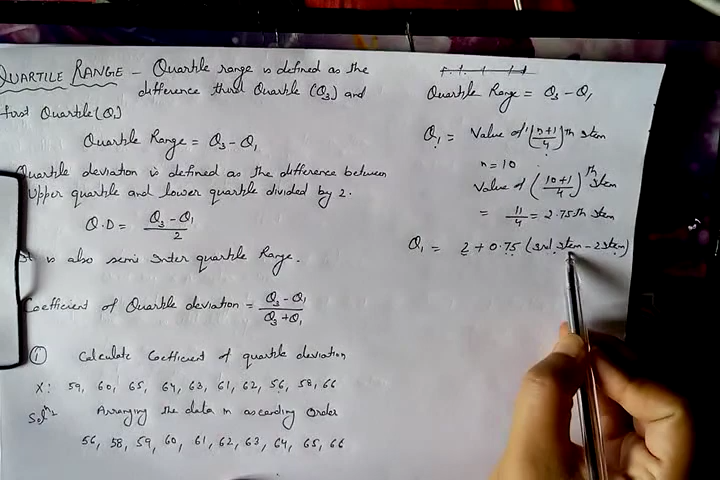 QUARTILE RANGE - Quartile range is defined as the
difference third Quartile (Q₃) and
first Quartile (Q₁)
Quartile Range = Q₃ - Q₁
Quartile deviation is defined as the difference between
Upper quartile and lower quartile divided by 2.
Q.D = (Q₃ - Q₁)/2
It is also semi inter quartile Range.
Coefficient of Quartile deviation = (Q₃ - Q₁)/(Q₃ + Q₁)
① Calculate Coefficient of quartile deviation
X: 59, 60, 65, 64, 63, 61, 62, 56, 58, 66
Solⁿ Arranging the data in ascending Order
56, 58, 59, 60, 61, 62, 63, 64, 65, 66
Quartile Range = Q₃ - Q₁
Q₁ = Value of ((n+1)/4)th item
n = 10
Value of ((10+1)/4)th item
= 11/4 = 2.75th item
Q₁ = 2 + 0.75 (3rd item - 2 item)